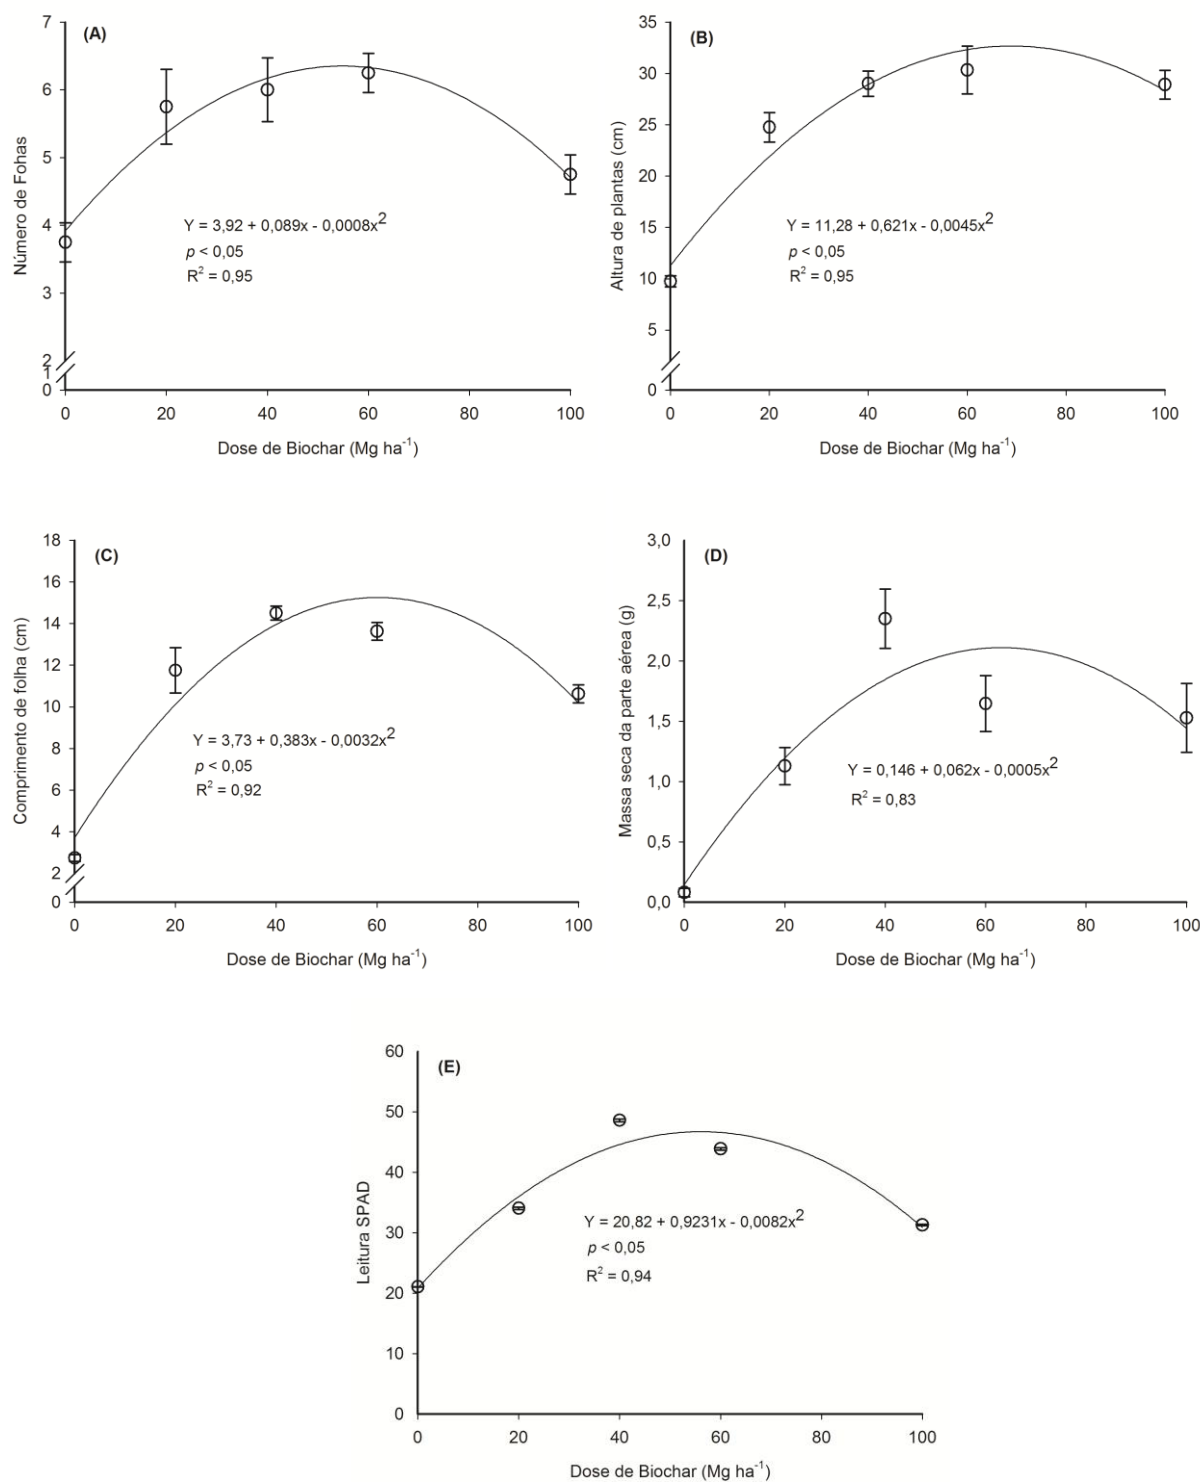 (A)
Número de Fohas
7
6
5
4
3
2
1
0
Y = 3,92 + 0,089x - 0,0008x²
p < 0,05
R² = 0,95
0 20 40 60 80 100
Dose de Biochar (Mg ha⁻¹)
(B)
Altura de plantas (cm)
35
30
25
20
15
10
5
0
Y = 11,28 + 0,621x - 0,0045x²
p < 0,05
R² = 0,95
0 20 40 60 80 100
Dose de Biochar (Mg ha⁻¹)
(C)
Comprimento de folha (cm)
18
16
14
12
10
8
6
4
2
0
Y = 3,73 + 0,383x - 0,0032x²
p < 0,05
R² = 0,92
0 20 40 60 80 100
Dose de Biochar (Mg ha⁻¹)
(D)
Massa seca da parte aérea (g)
3,0
2,5
2,0
1,5
1,0
0,5
0,0
Y = 0,146 + 0,062x - 0,0005x²
R² = 0,83
0 20 40 60 80 100
Dose de Biochar (Mg ha⁻¹)
(E)
Leitura SPAD
60
50
40
30
20
10
0
Y = 20,82 + 0,9231x - 0,0082x²
p < 0,05
R² = 0,94
0 20 40 60 80 100
Dose de Biochar (Mg ha⁻¹)